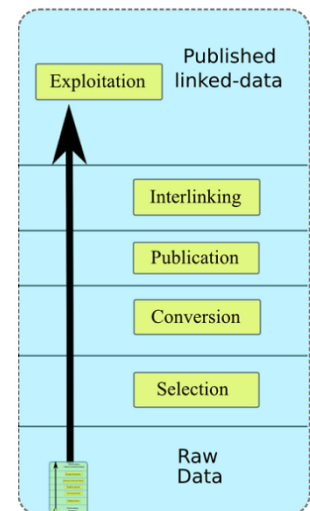 Published
linked-data
Exploitation
Interlinking
Publication
Conversion
Selection
Raw
Data